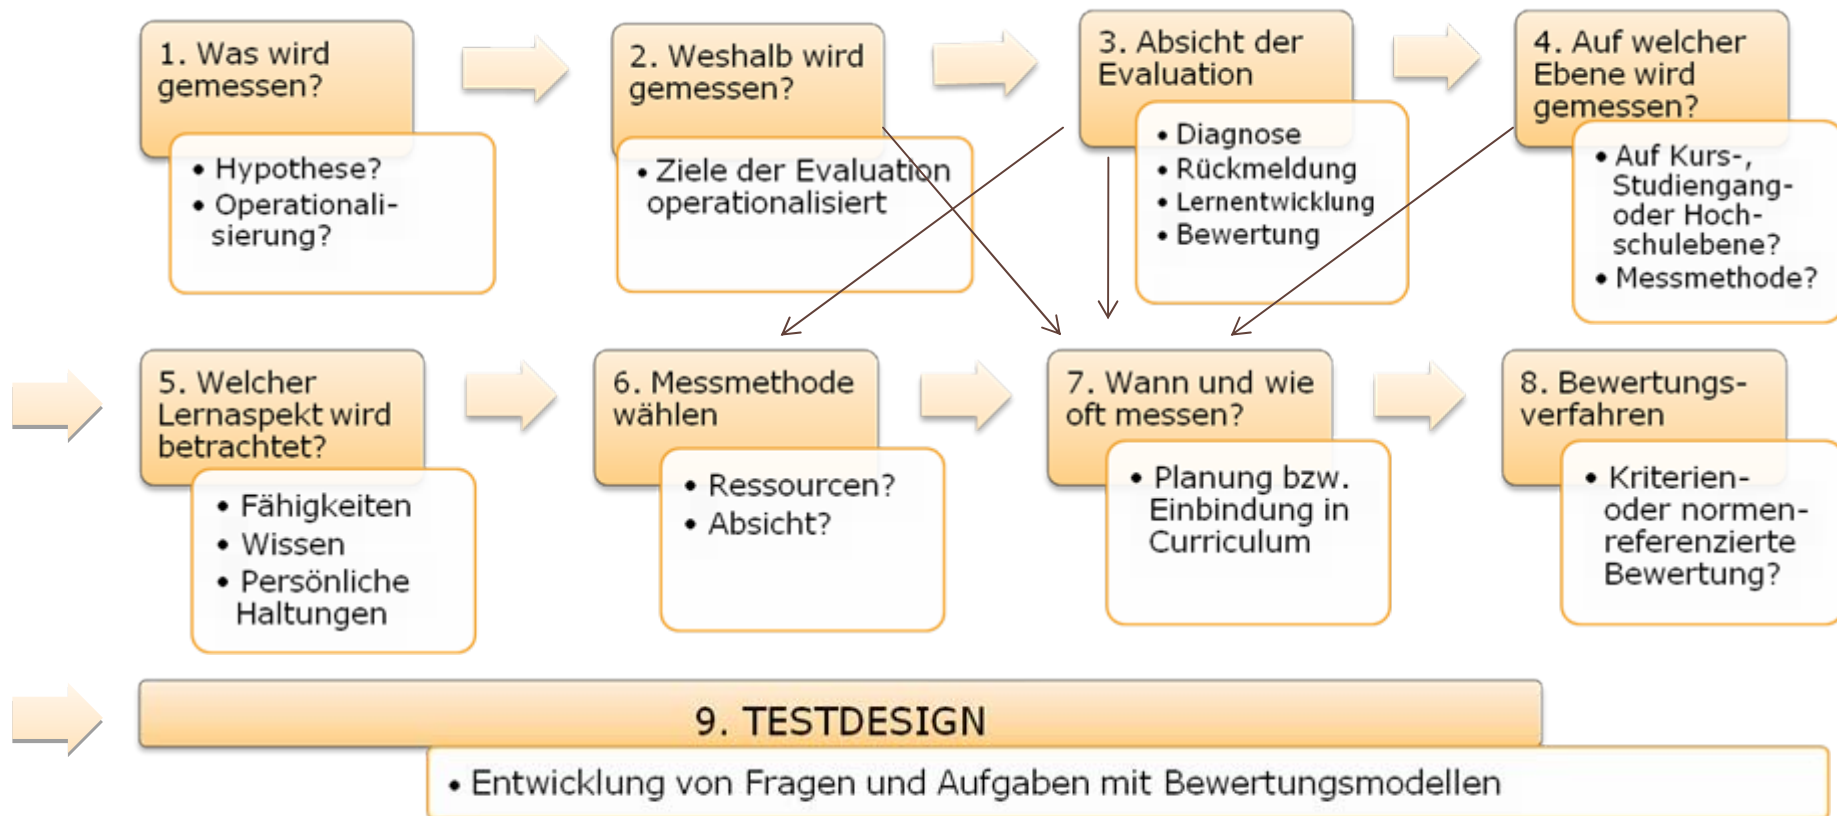 1. Was wird
gemessen?
• Hypothese?
• Operationali-
sierung?
2. Weshalb wird
gemessen?
• Ziele der Evaluation
operationalisiert
3. Absicht der
Evaluation
• Diagnose
• Rückmeldung
• Lernentwicklung
• Bewertung
4. Auf welcher
Ebene wird
gemessen?
• Auf Kurs-,
Studiengang-
oder Hoch-
schulebene?
• Messmethode?
5. Welcher
Lernaspekt wird
betrachtet?
• Fähigkeiten
• Wissen
• Persönliche
Haltungen
6. Messmethode
wählen
• Ressourcen?
• Absicht?
7. Wann und wie
oft messen?
• Planung bzw.
Einbindung in
Curriculum
8. Bewertungs-
verfahren
• Kriterien-
oder normen-
referenzierte
Bewertung?
9. TESTDESIGN
• Entwicklung von Fragen und Aufgaben mit Bewertungsmodellen